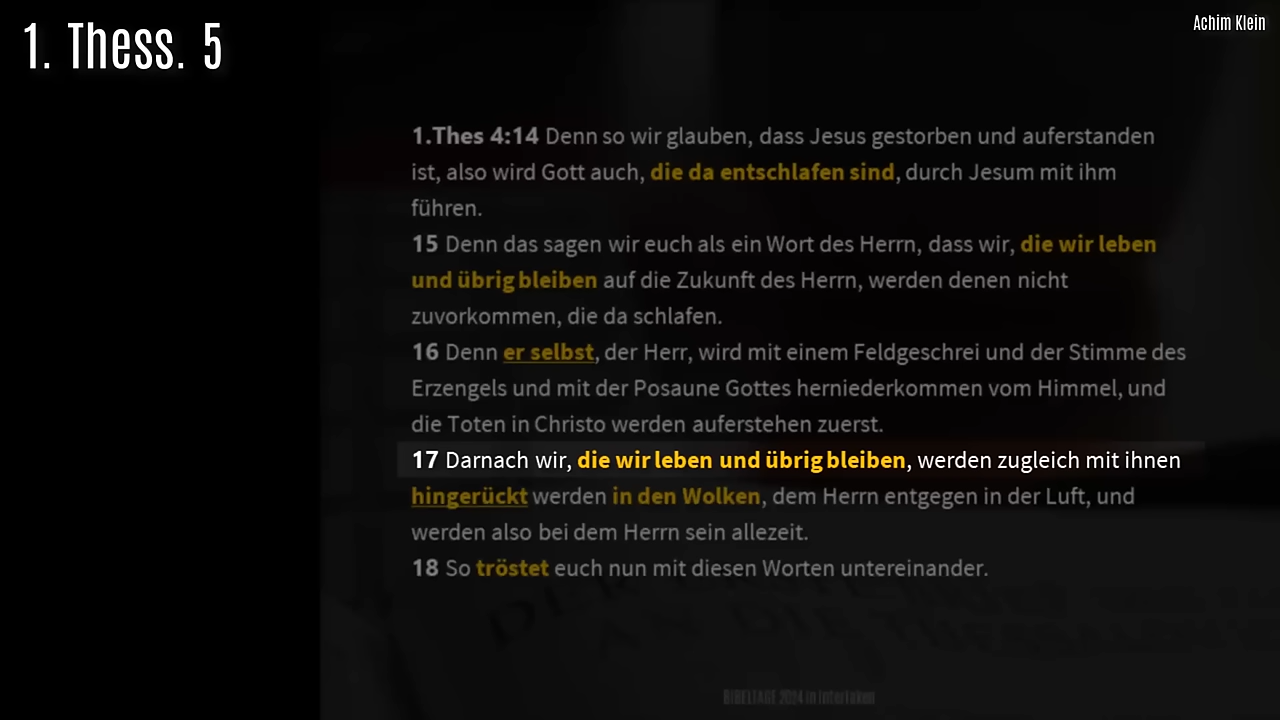 1. Thess. 5
Achim Klein
1.Thes 4:14 Denn so wir glauben, dass Jesus gestorben und auferstanden
ist, also wird Gott auch, die da entschlafen sind, durch Jesum mit ihm
führen.
15 Denn das sagen wir euch als ein Wort des Herrn, dass wir, die wir leben
und übrig bleiben auf die Zukunft des Herrn, werden denen nicht
zuvorkommen, die da schlafen.
16 Denn er selbst, der Herr, wird mit einem Feldgeschrei und der Stimme des
Erzengels und mit der Posaune Gottes herniederkommen vom Himmel, und
die Toten in Christo werden auferstehen zuerst.
17 Darnach wir, die wir leben und übrig bleiben, werden zugleich mit ihnen
hingerückt werden in den Wolken, dem Herrn entgegen in der Luft, und
werden also bei dem Herrn sein allezeit.
18 So tröstet euch nun mit diesen Worten untereinander.
BIBELTAGE 2024 in Interlaken